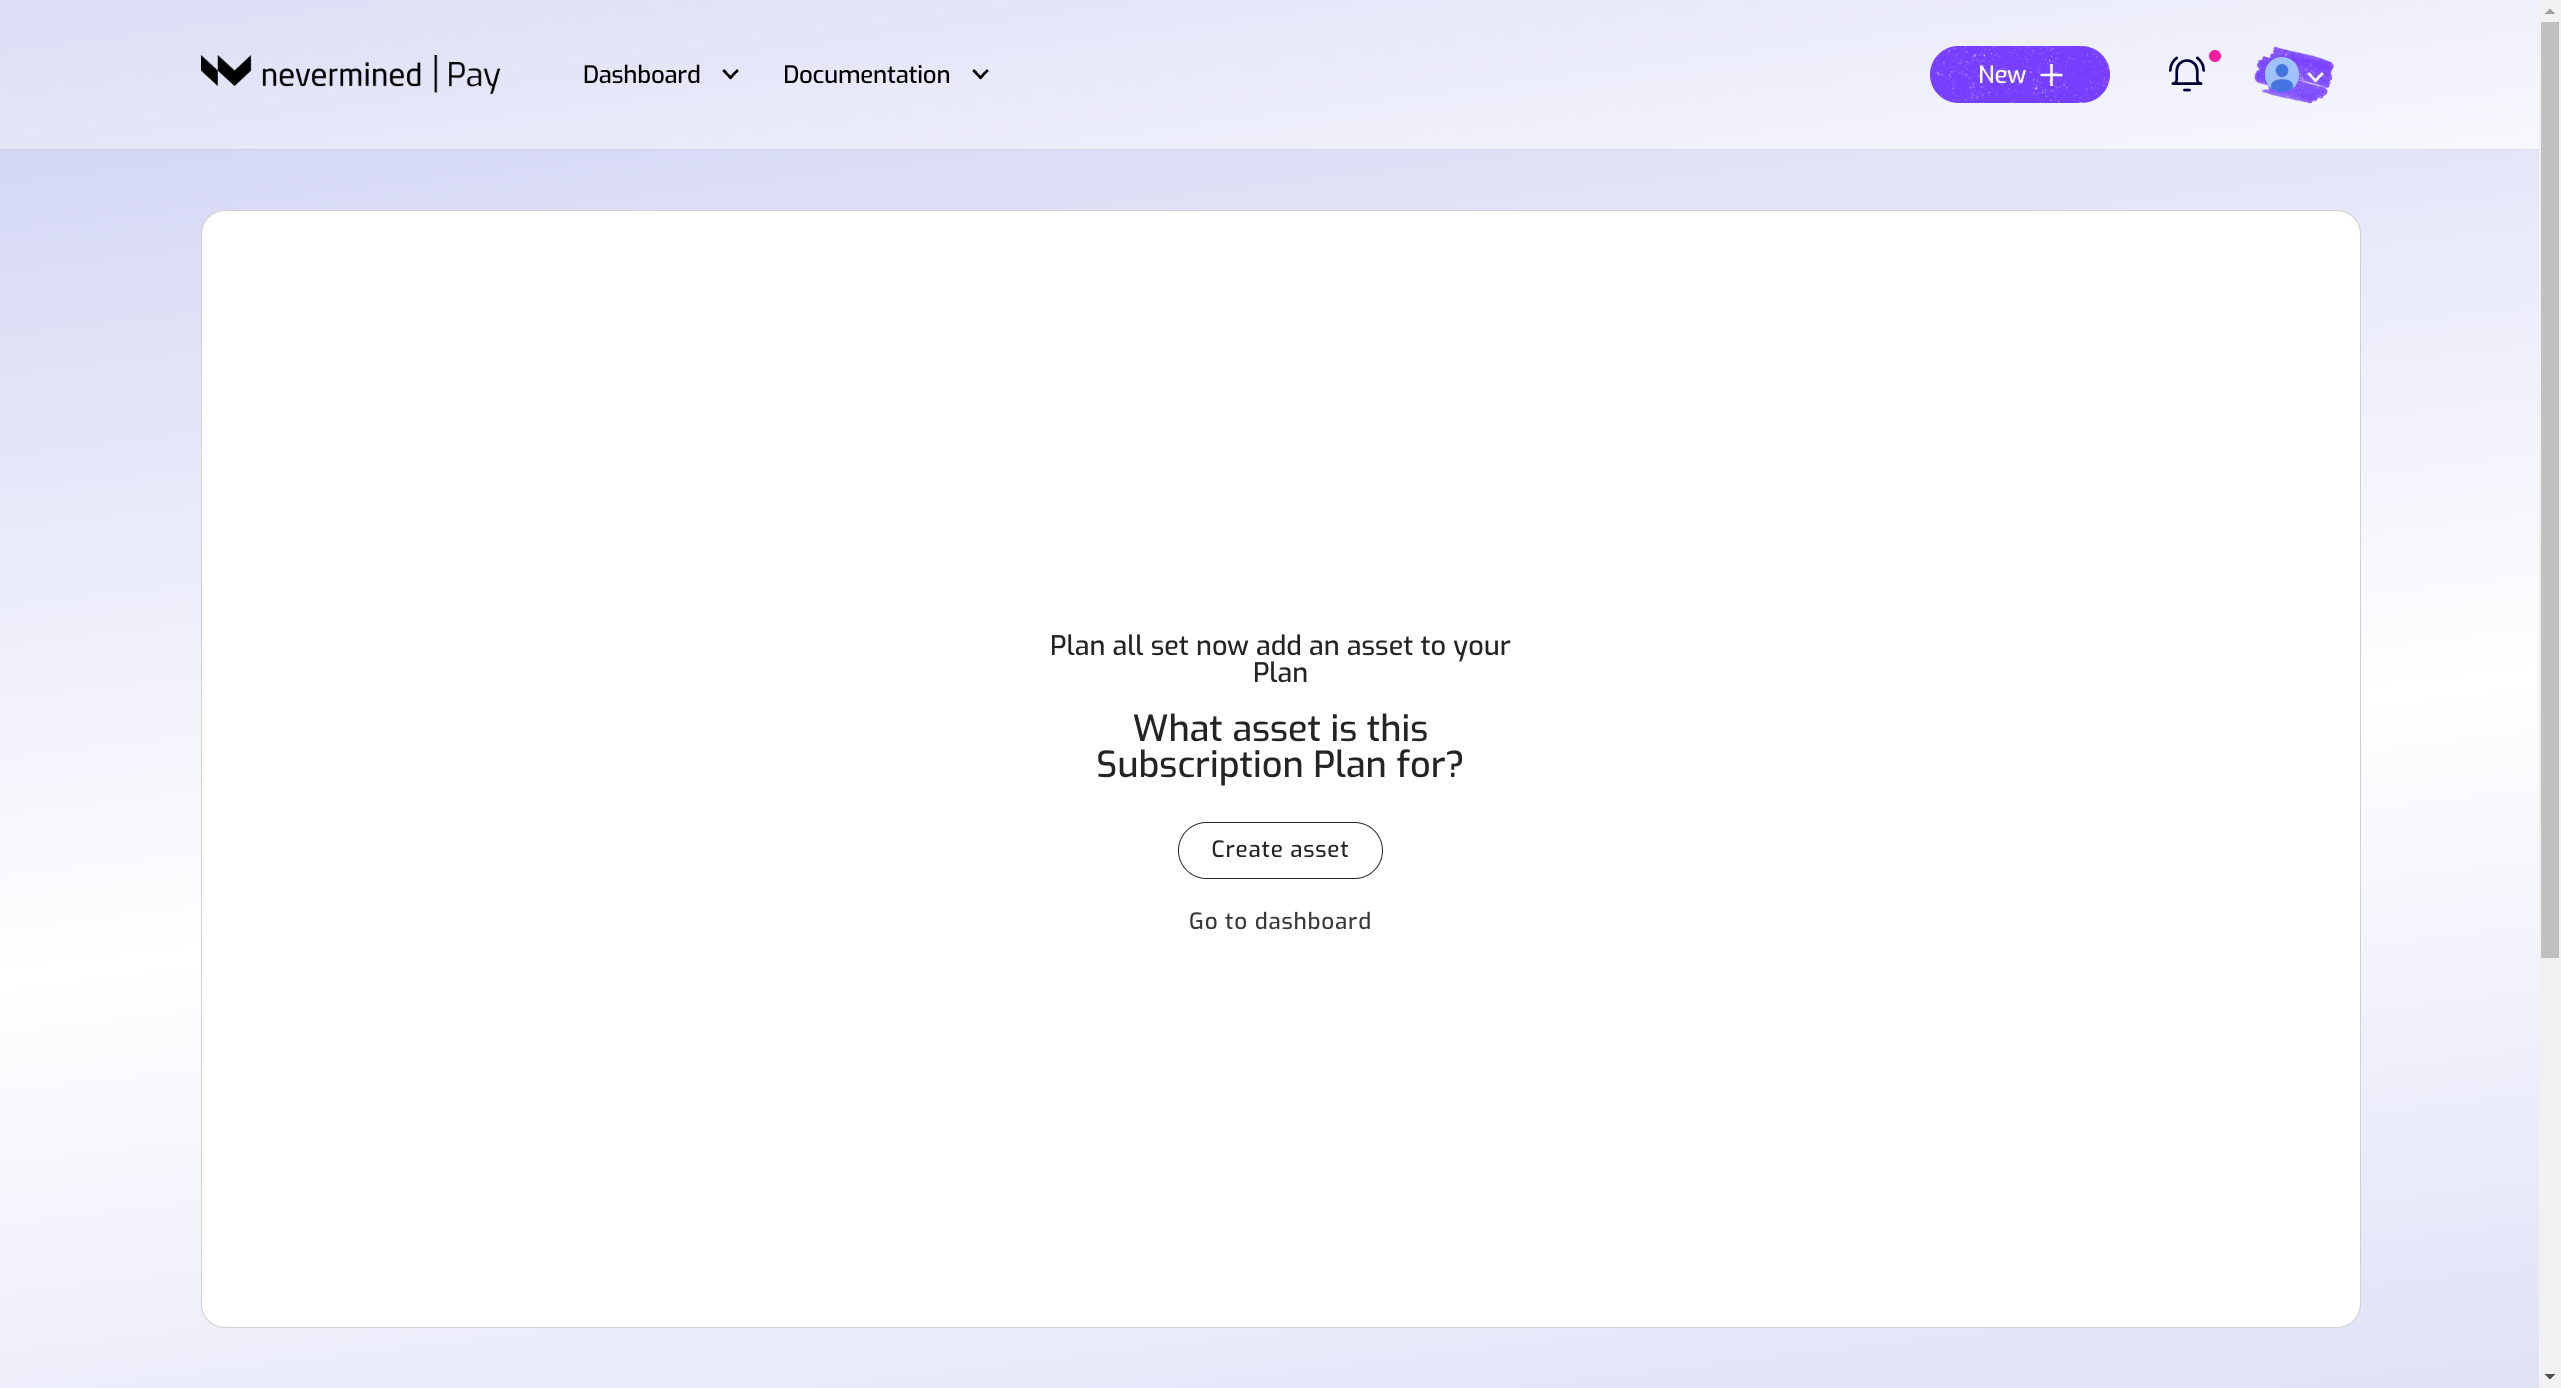 nevermined | Pay
Dashboard
Documentation
New
Plan all set now add an asset to your
Plan
What asset is this
Subscription Plan for?
Create asset
Go to dashboard